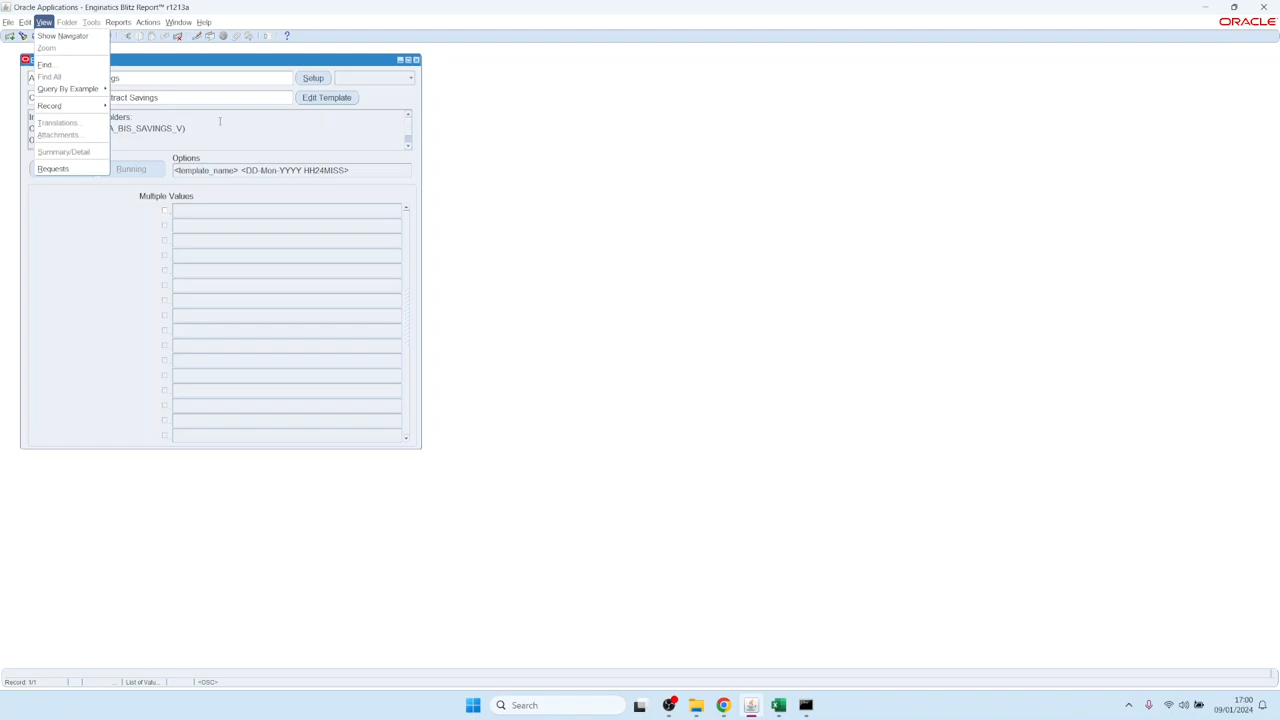 Oracle Applications - Enginatics Blitz Report™ r1213a
File Edit View Folder Tools Reports Actions Window Help
ORACLE
Show Navigator
Zoom
Find...
Find All
Query By Example
Record
Translations...
Attachments...
Summary/Detail
Requests
gs
Setup
tract Savings
Edit Template
olders:
A_BIS_SAVINGS_V)
Options
Running
<template_name> <DD-Mon-YYYY HH24MISS>
Multiple Values
Record: 1/1 ... List of Valu... <OSC>
Search
17:00
09/01/2024